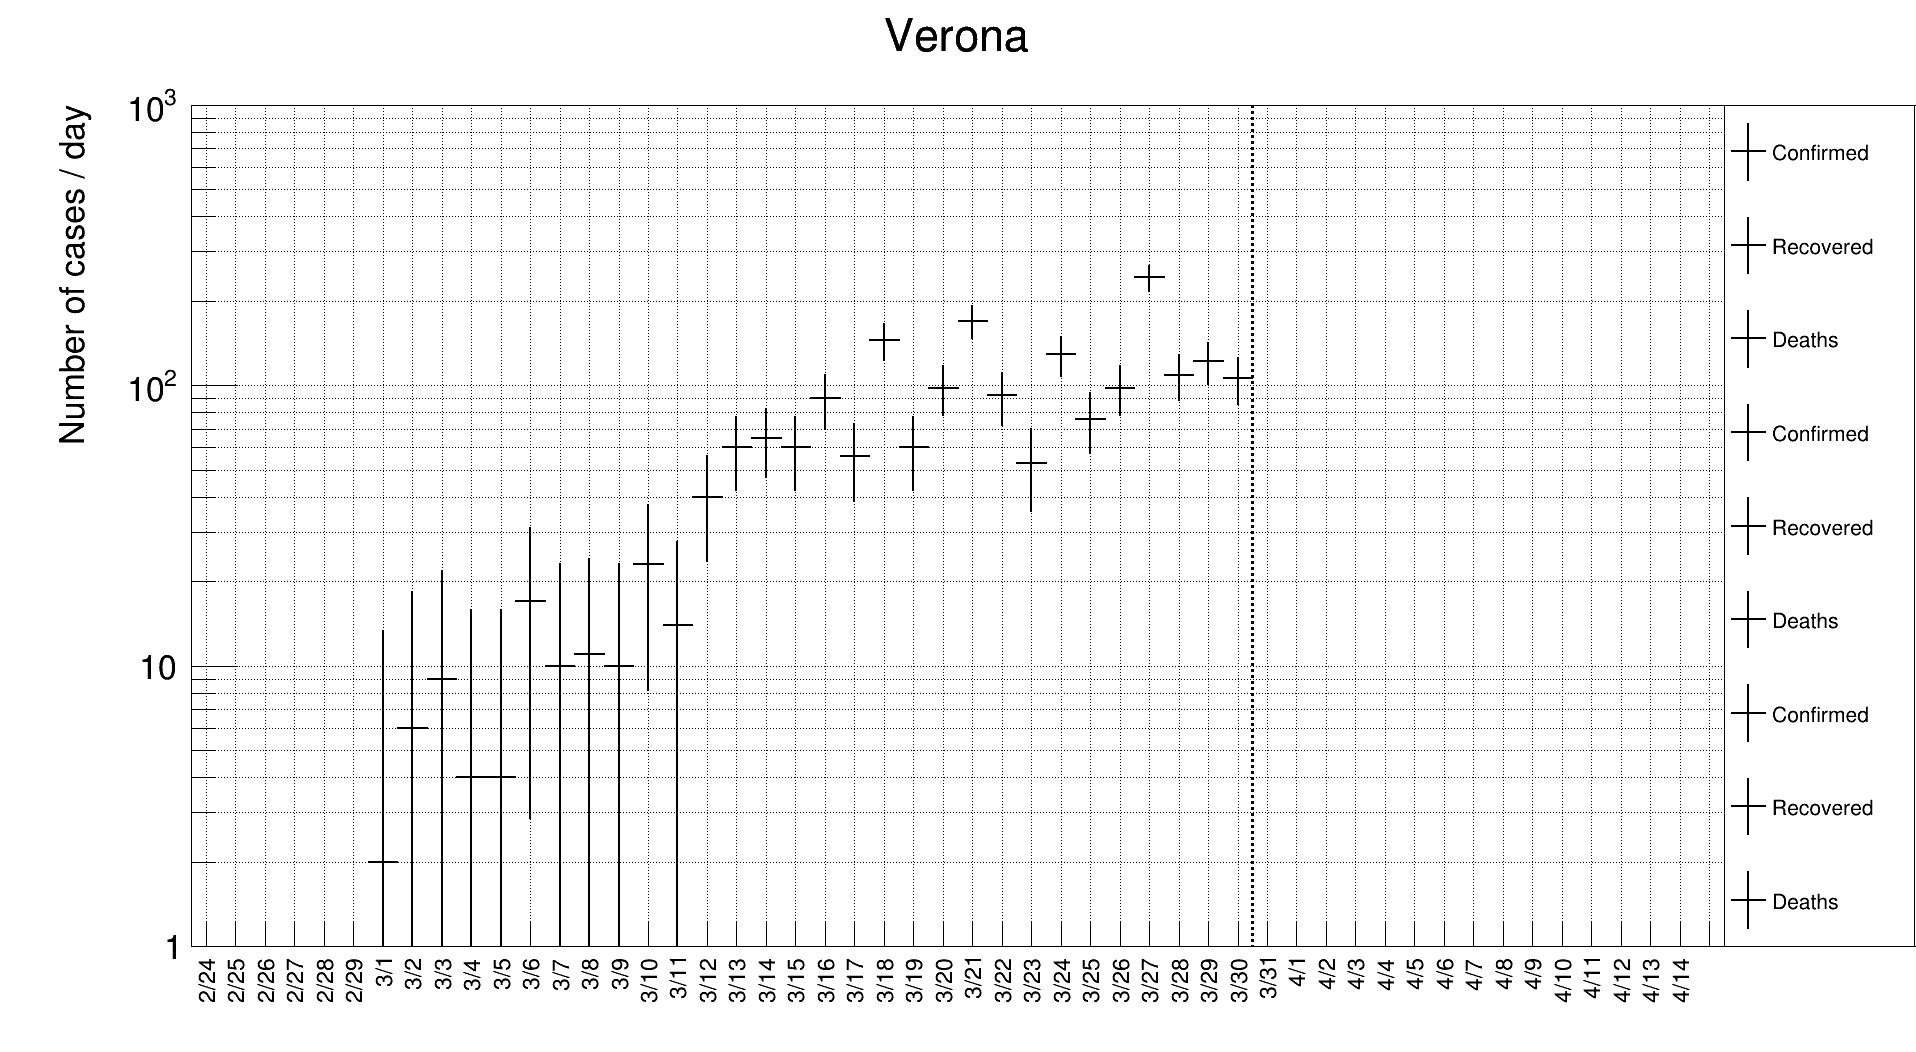 Verona
Number of cases / day
10³
10²
10
1
2/24 2/25 2/26 2/27 2/28 2/29 3/1 3/2 3/3 3/4 3/5 3/6 3/7 3/8 3/9 3/10 3/11 3/12 3/13 3/14 3/15 3/16 3/17 3/18 3/19 3/20 3/21 3/22 3/23 3/24 3/25 3/26 3/27 3/28 3/29 3/30 3/31 4/1 4/2 4/3 4/4 4/5 4/6 4/7 4/8 4/9 4/10 4/11 4/12 4/13 4/14
Confirmed
Recovered
Deaths
Confirmed
Recovered
Deaths
Confirmed
Recovered
Deaths